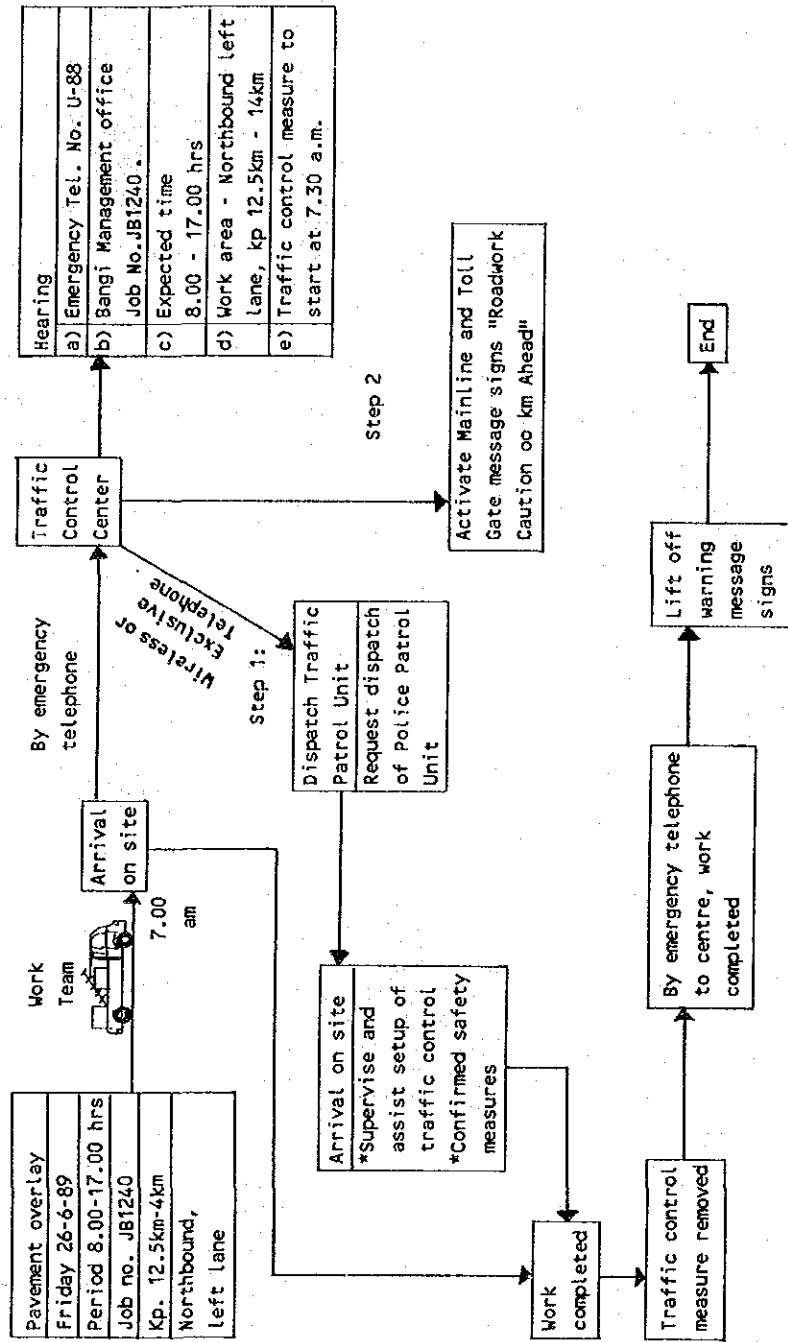 Pavement overlay
Friday 26-6-89
Period 8.00-17.00 hrs
Job no. JB1240
Kp. 12.5km-4km
Northbound,
left lane
Work
Team
7.00
am
Arrival
on site
By emergency
telephone
Traffic
Control
Center
Hearing
a) Emergency Tel. No. U-88
b) Bangi Management office
Job No.JB1240.
c) Expected time
8.00 - 17.00 hrs
d) Work area - Northbound left
lane, kp 12.5km - 14km
e) Traffic control measure to
start at 7.30 a.m.
Wireless or
Exclusive
Telephone
Step 1:
Step 2
Dispatch Traffic
Patrol Unit
Request dispatch
of Police Patrol
Unit
Activate Mainline and Toll
Gate message signs "Roadwork
Caution oo km Ahead"
Arrival on site
*Supervise and
assist setup of
traffic control
*Confirmed safety
measures
Work
completed
Traffic control
measure removed
By emergency telephone
to centre, work
completed
Lift off
warning
message
signs
End